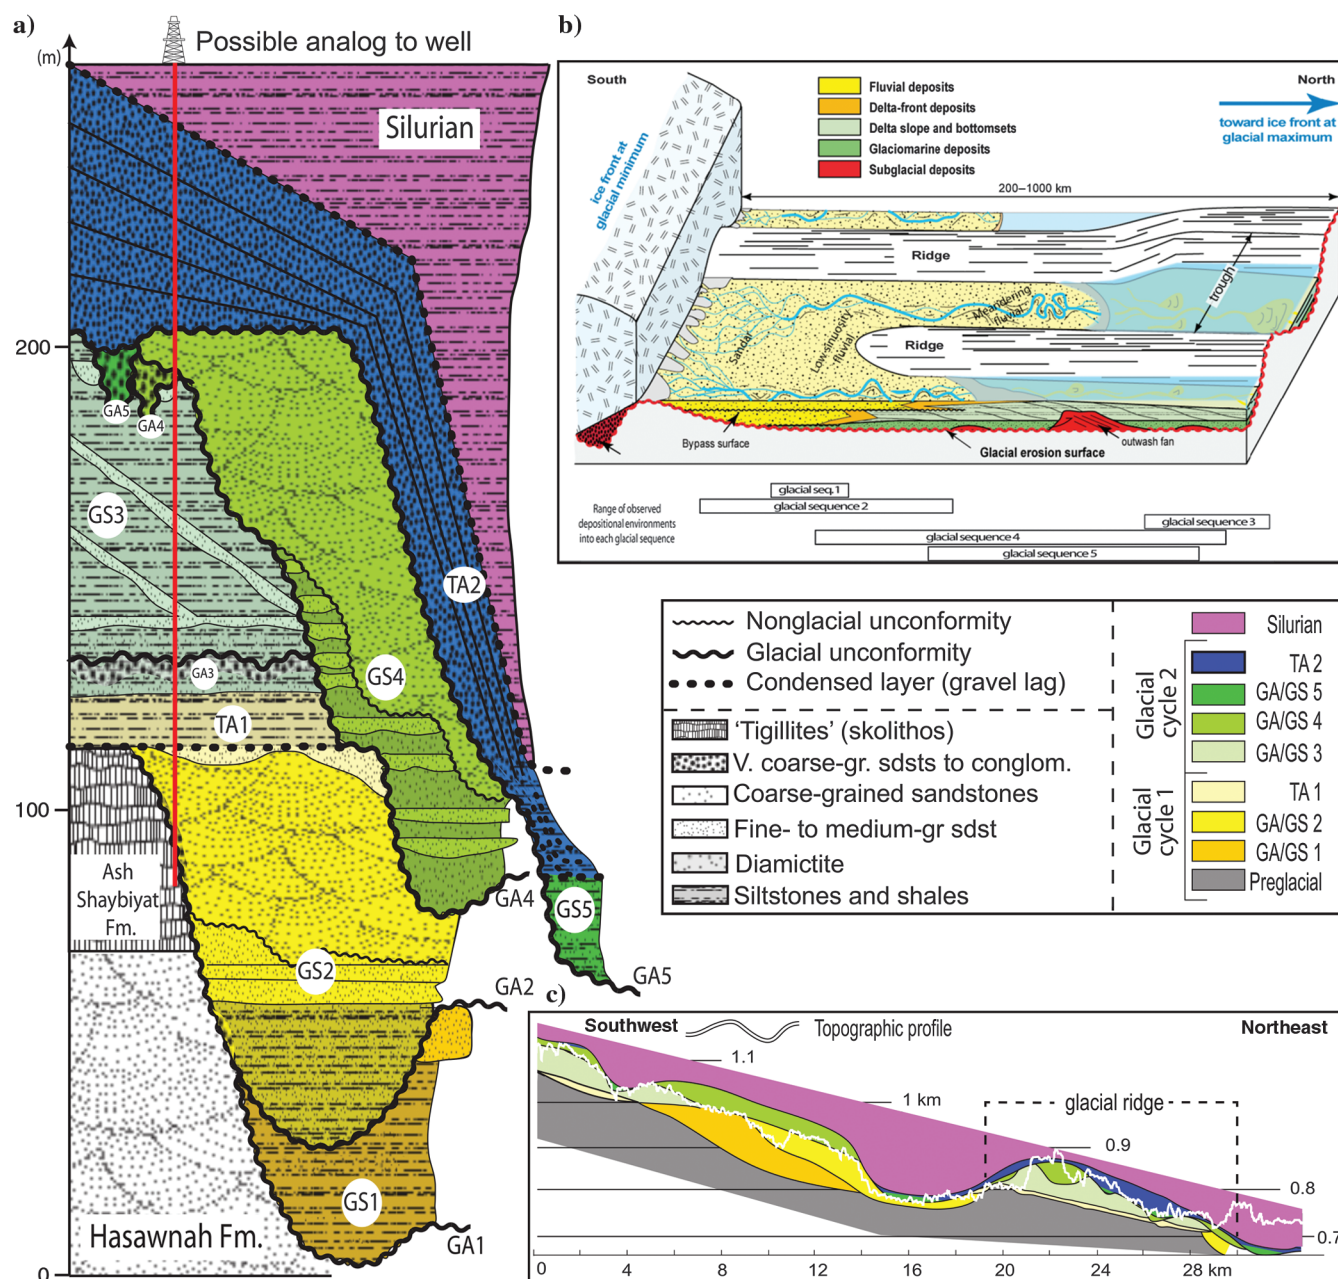 a)
Possible analog to well
(m)
Silurian
200
GA5
GA4
GS3
TA2
GA3
GS4
TA1
100
Ash
Shaybiyat
Fm.
GA4
GS5
GS2
GA2
GA5
GS1
Hasawnah Fm.
GA1
0
b)
South
North
Fluvial deposits
Delta-front deposits
Delta slope and bottomsets
Glaciomarine deposits
Subglacial deposits
toward ice front at
glacial maximum
ice front at
glacial minimum
200–1000 km
Ridge
trough
Meandering
fluvial
Sandar
Low-sinuosity
fluvial
Ridge
Bypass surface
outwash fan
Glacial erosion surface
Range of observed
depositional environments
into each glacial sequence
glacial seq.1
glacial sequence 2
glacial sequence 3
glacial sequence 4
glacial sequence 5
Nonglacial unconformity
Glacial unconformity
Condensed layer (gravel lag)
'Tigillites' (skolithos)
V. coarse-gr. sdsts to conglom.
Coarse-grained sandstones
Fine- to medium-gr sdst
Diamictite
Siltstones and shales
Glacial
cycle 2
Glacial
cycle 1
Silurian
TA 2
GA/GS 5
GA/GS 4
GA/GS 3
TA 1
GA/GS 2
GA/GS 1
Preglacial
c)
Southwest
Topographic profile
Northeast
1.1
1 km
glacial ridge
0.9
0.8
0.7
0 4 8 12 16 20 24 28 km